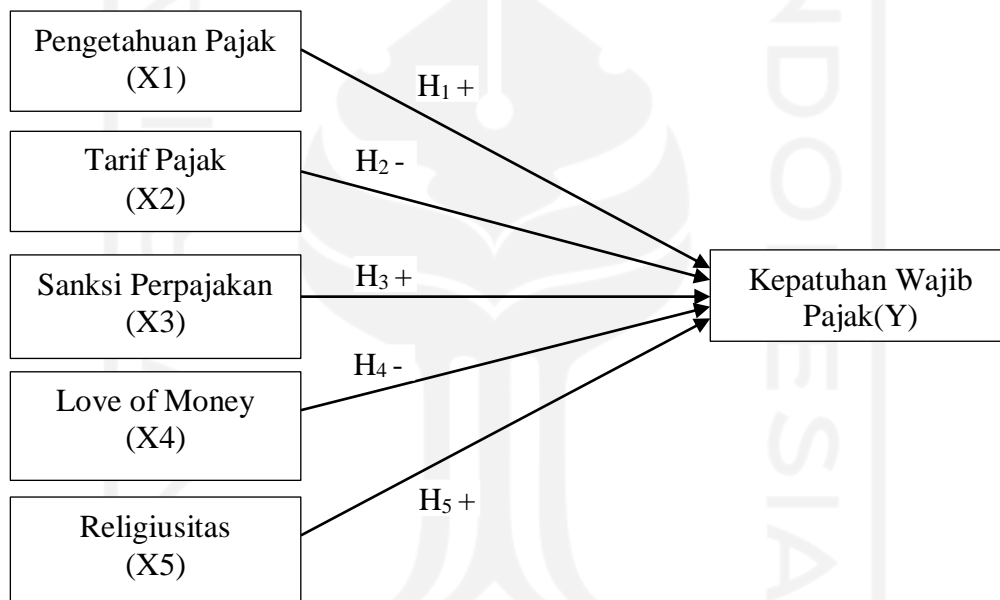 Pengetahuan Pajak
(X1)
H₁ +
Tarif Pajak
(X2)
H₂ -
Sanksi Perpajakan
(X3)
H₃ +
Love of Money
(X4)
H₄ -
Religiusitas
(X5)
H₅ +
Kepatuhan Wajib
Pajak(Y)